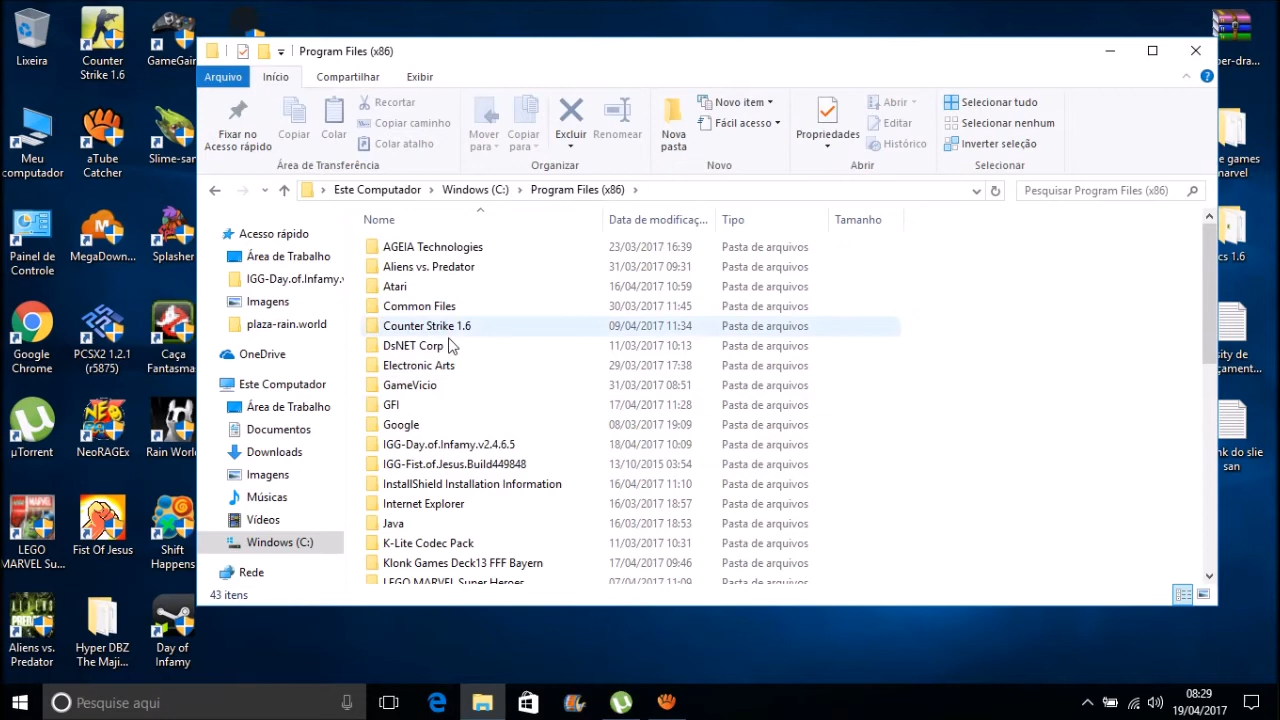 Lixeira
Counter
Strike 1.6
GameGain
Meu
computador
aTube
Catcher
Slime-san
Painel de
Controle
MegaDown...
Splasher
Google
Chrome
PCSX2 1.2.1
(r5875)
Caça
Fantasma
µTorrent
NeoRAGEx
Rain Worl
LEGO
MARVEL Su...
Fist Of Jesus
Shift
Happens
Aliens vs.
Predator
Hyper DBZ
The Maji...
Day of
Infamy
Program Files (x86)
Arquivo
Início
Compartilhar
Exibir
Fixar no
Acesso rápido
Copiar
Colar
Recortar
Copiar caminho
Colar atalho
Área de Transferência
Mover
para
Copiar
para
Excluir
Renomear
Organizar
Nova
pasta
Novo item
Fácil acesso
Novo
Propriedades
Abrir
Editar
Histórico
Abrir
Selecionar tudo
Selecionar nenhum
Inverter seleção
Selecionar
Este Computador > Windows (C:) > Program Files (x86) >
Pesquisar Program Files (x86)
Acesso rápido
Área de Trabalho
IGG-Day.of.Infamy.v
Imagens
plaza-rain.world
OneDrive
Este Computador
Área de Trabalho
Documentos
Downloads
Imagens
Músicas
Vídeos
Windows (C:)
Rede
Nome Data de modificaç... Tipo Tamanho
AGEIA Technologies 23/03/2017 16:39 Pasta de arquivos
Aliens vs. Predator 31/03/2017 09:31 Pasta de arquivos
Atari 16/04/2017 10:59 Pasta de arquivos
Common Files 30/03/2017 11:45 Pasta de arquivos
Counter Strike 1.6 09/04/2017 11:34 Pasta de arquivos
DsNET Corp 11/03/2017 10:13 Pasta de arquivos
Electronic Arts 29/03/2017 17:38 Pasta de arquivos
GameVicio 31/03/2017 08:51 Pasta de arquivos
GFI 17/04/2017 11:28 Pasta de arquivos
Google 08/03/2017 19:09 Pasta de arquivos
IGG-Day.of.Infamy.v2.4.6.5 18/04/2017 10:09 Pasta de arquivos
IGG-Fist.of.Jesus.Build449848 13/10/2015 03:54 Pasta de arquivos
InstallShield Installation Information 16/04/2017 11:10 Pasta de arquivos
Internet Explorer 16/03/2017 18:57 Pasta de arquivos
Java 16/03/2017 18:53 Pasta de arquivos
K-Lite Codec Pack 11/03/2017 10:31 Pasta de arquivos
Klonk Games Deck13 FFF Bayern 17/04/2017 09:46 Pasta de arquivos
LEGO MARVEL Super Heroes 07/04/2017 11:09 Pasta de arquivos
43 itens
per-dra...
e games
marvel
cs 1.6
sity de
nçament...
nk do slie
san
Pesquise aqui
08:29
19/04/2017